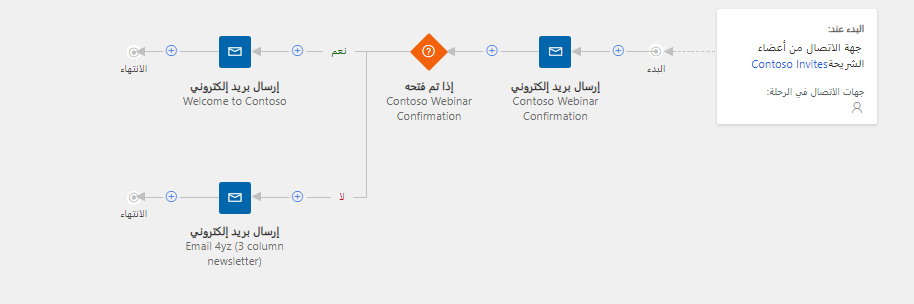 البدء عند:
جهة الاتصال من أعضاء
الشريحةContoso Invites
جهات الاتصال في الرحلة:
البدء
إرسال بريد إلكتروني
Contoso Webinar
Confirmation
إذا تم فتحه
Contoso Webinar
Confirmation
نعم
إرسال بريد إلكتروني
Welcome to Contoso
الانتهاء
لا
إرسال بريد إلكتروني
Email 4yz (3 column
newsletter)
الانتهاء